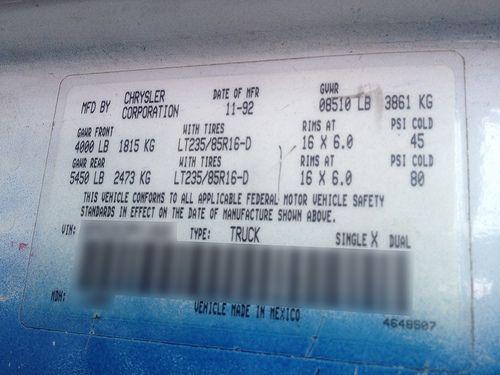 MFD BY CHRYSLER CORPORATION DATE OF MFR 11-92 GVWR 08510 LB 3861 KG
GAWR FRONT WITH TIRES RIMS AT PSI COLD
4000 LB 1815 KG LT235/85R16-D 16 X 6.0 45
GAWR REAR WITH TIRES RIMS AT PSI COLD
5450 LB 2473 KG LT235/85R16-D 16 X 6.0 80
THIS VEHICLE CONFORMS TO ALL APPLICABLE FEDERAL MOTOR VEHICLE SAFETY
STANDARDS IN EFFECT ON THE DATE OF MANUFACTURE SHOWN ABOVE.
VIN: TYPE: TRUCK SINGLE X DUAL
MDH:
VEHICLE MADE IN MEXICO
4648507